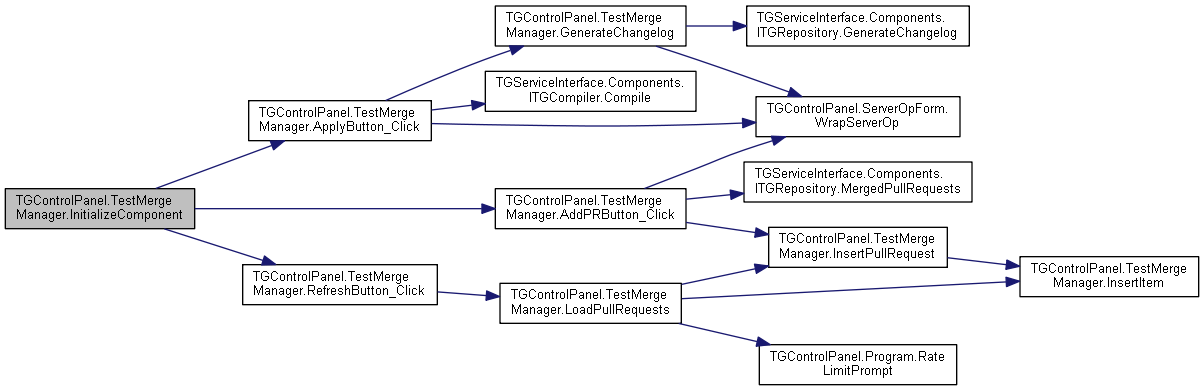 TGControlPanel.TestMerge
Manager.InitializeComponent
TGControlPanel.TestMerge
Manager.ApplyButton_Click
TGControlPanel.TestMerge
Manager.GenerateChangelog
TGServiceInterface.Components.
ITGRepository.GenerateChangelog
TGServiceInterface.Components.
ITGCompiler.Compile
TGControlPanel.ServerOpForm.
WrapServerOp
TGControlPanel.TestMerge
Manager.AddPRButton_Click
TGServiceInterface.Components.
ITGRepository.MergedPullRequests
TGControlPanel.TestMerge
Manager.InsertPullRequest
TGControlPanel.TestMerge
Manager.InsertItem
TGControlPanel.TestMerge
Manager.RefreshButton_Click
TGControlPanel.TestMerge
Manager.LoadPullRequests
TGControlPanel.Program.Rate
LimitPrompt